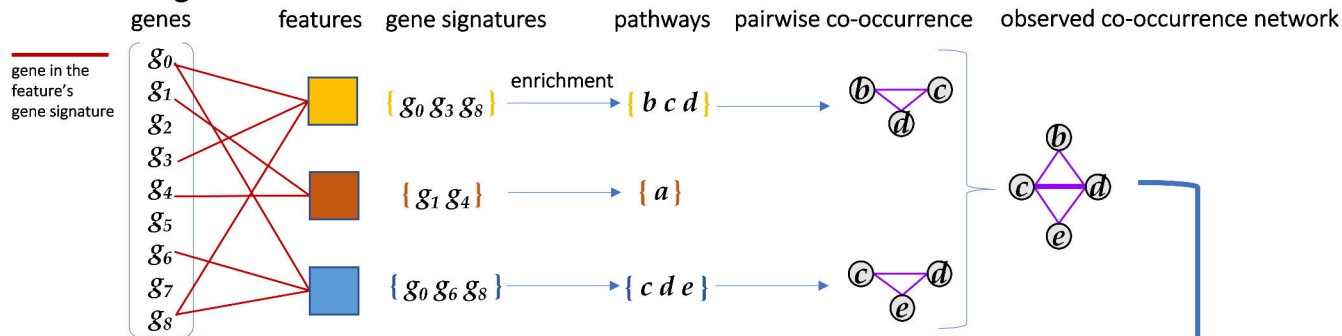 genes features gene signatures pathways pairwise co-occurrence observed co-occurrence network
gene in the
feature's
gene signature
g0
g1
g2
g3
g4
g5
g6
g7
g8
{ g0 g3 g8 } enrichment { b c d }
b c
d
{ g1 g4 } { a }
{ g0 g6 g8 } { c d e }
c d
e
b
c d
e